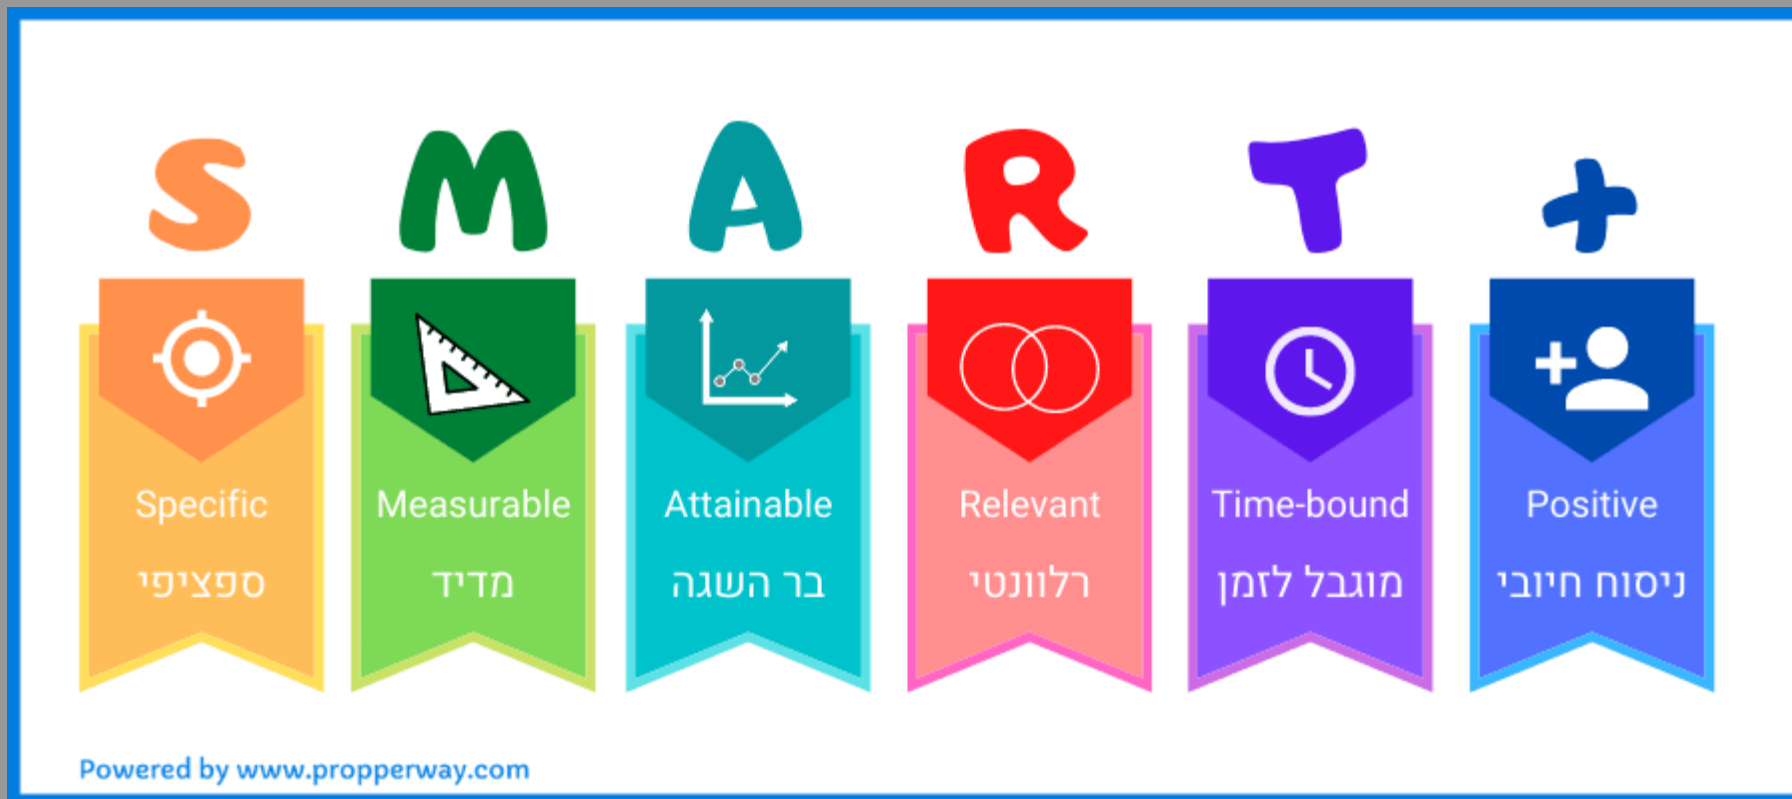 S M A R T +
Specific Measurable Attainable Relevant Time-bound Positive
ספציפי
מדיד
בר השגה
רלוונטי
מוגבל לזמן
ניסוח חיובי
Powered by www.propperway.com